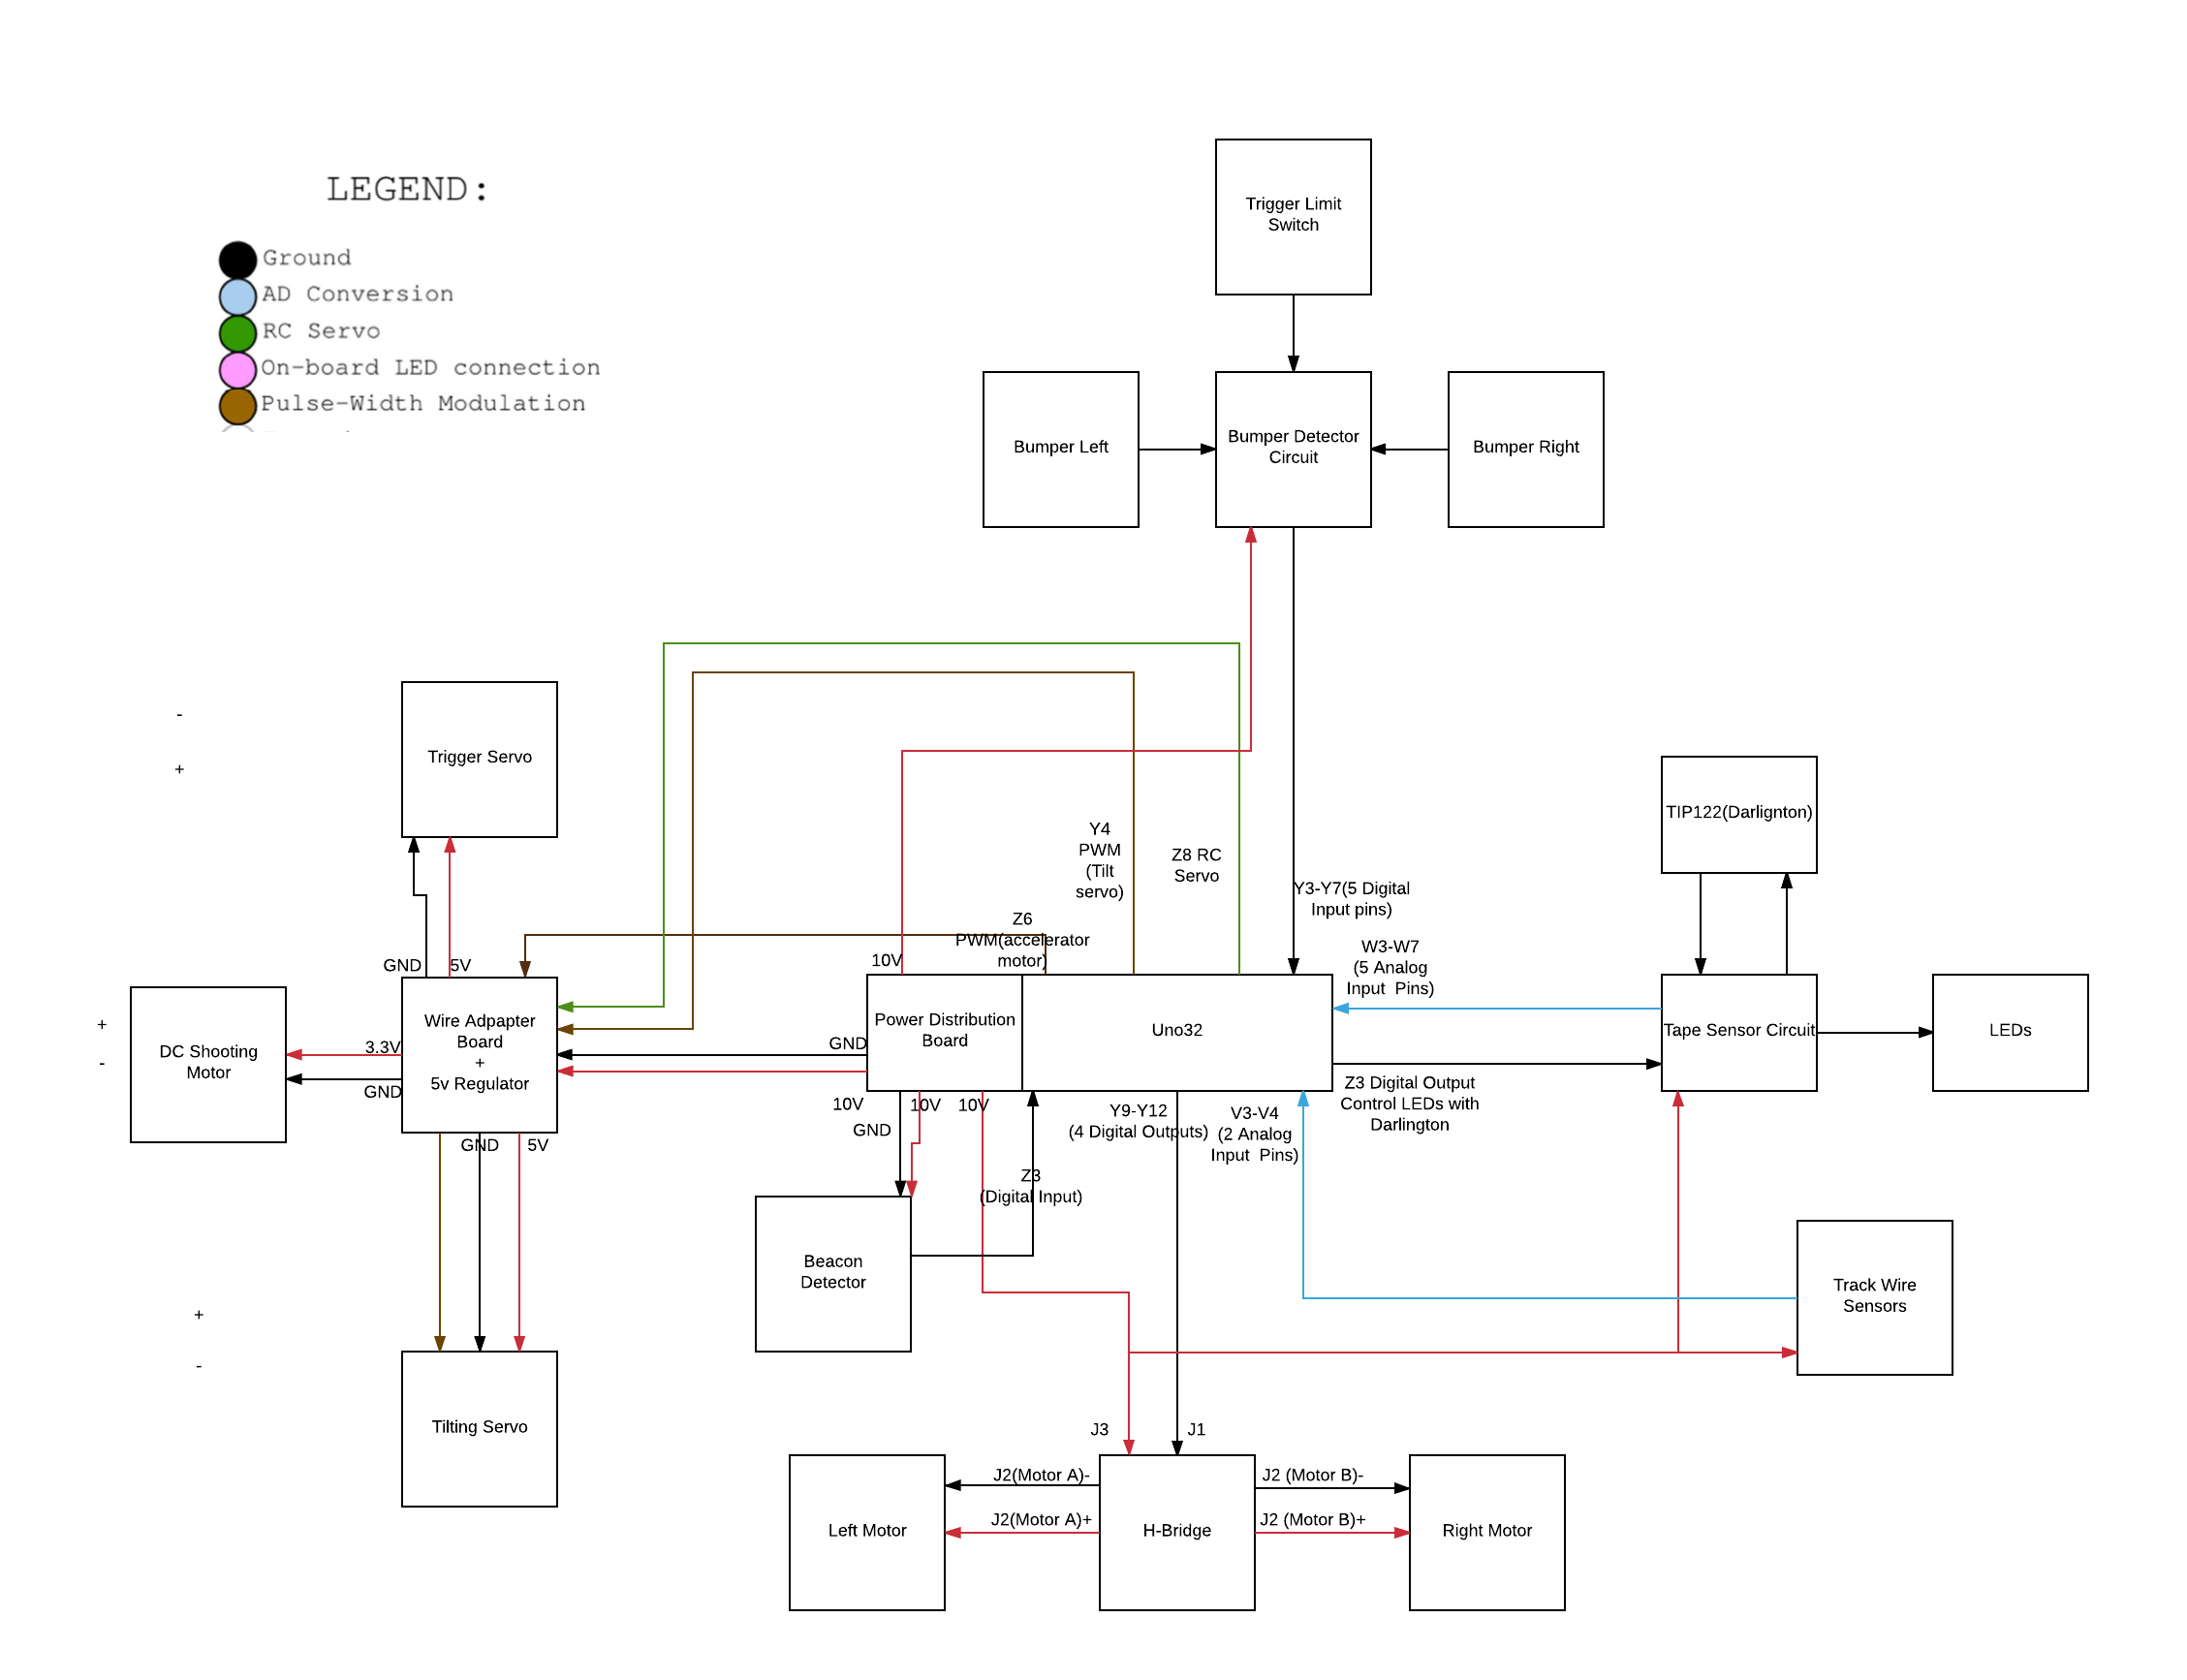 LEGEND:
Ground
AD Conversion
RC Servo
On-board LED connection
Pulse-Width Modulation
Trigger Limit
Switch
Bumper Left
Bumper Detector
Circuit
Bumper Right
-
+
Trigger Servo
TIP122(Darlignton)
Y4
PWM
(Tilt
servo)
Z8 RC
Servo
Y3-Y7(5 Digital
Input pins)
Z6
PWM(accelerator
motor)
10V
W3-W7
(5 Analog
Input Pins)
GND
5V
+
-
DC Shooting
Motor
3.3V
GND
Wire Adpapter
Board
+
5v Regulator
GND
Power Distribution
Board
Uno32
Tape Sensor Circuit
LEDs
Z3 Digital Output
Control LEDs with
Darlington
10V
10V
10V
GND
Y9-Y12
(4 Digital Outputs)
V3-V4
(2 Analog
Input Pins)
GND
5V
Z3
(Digital Input)
Beacon
Detector
Track Wire
Sensors
+
-
Tilting Servo
J3
J1
J2(Motor A)-
J2 (Motor B)-
J2(Motor A)+
J2 (Motor B)+
Left Motor
H-Bridge
Right Motor